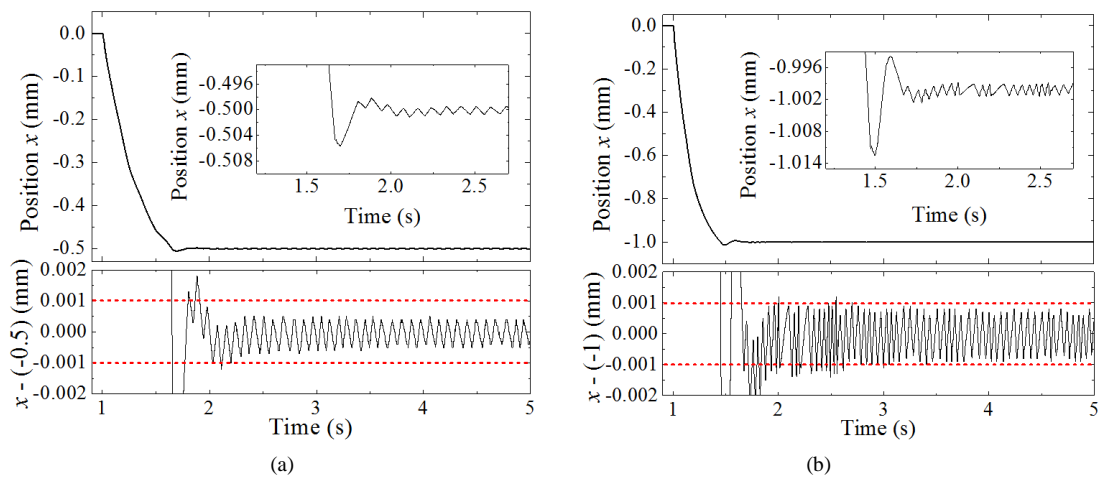 0.0
-0.1
-0.2
-0.3
-0.4
-0.5
Position x (mm)
-0.496
-0.500
-0.504
-0.508
Position x (mm)
1.5 2.0 2.5
Time (s)
0.002
0.001
0.000
-0.001
-0.002
x - (-0.5) (mm)
1 2 3 4 5
Time (s)
(a)
0.0
-0.2
-0.4
-0.6
-0.8
-1.0
Position x (mm)
-0.996
-1.002
-1.008
-1.014
Position x (mm)
1.5 2.0 2.5
Time (s)
0.002
0.001
0.000
-0.001
-0.002
x - (-1) (mm)
1 2 3 4 5
Time (s)
(b)